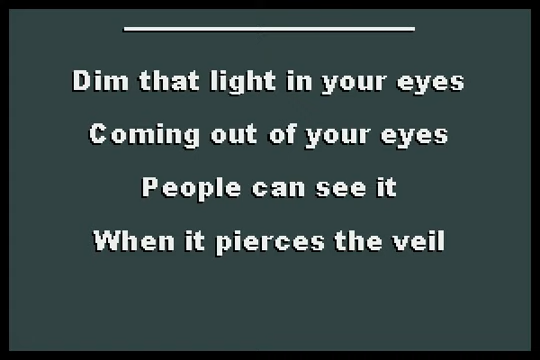 Dim that light in your eyes
Coming out of your eyes
People can see it
When it pierces the veil